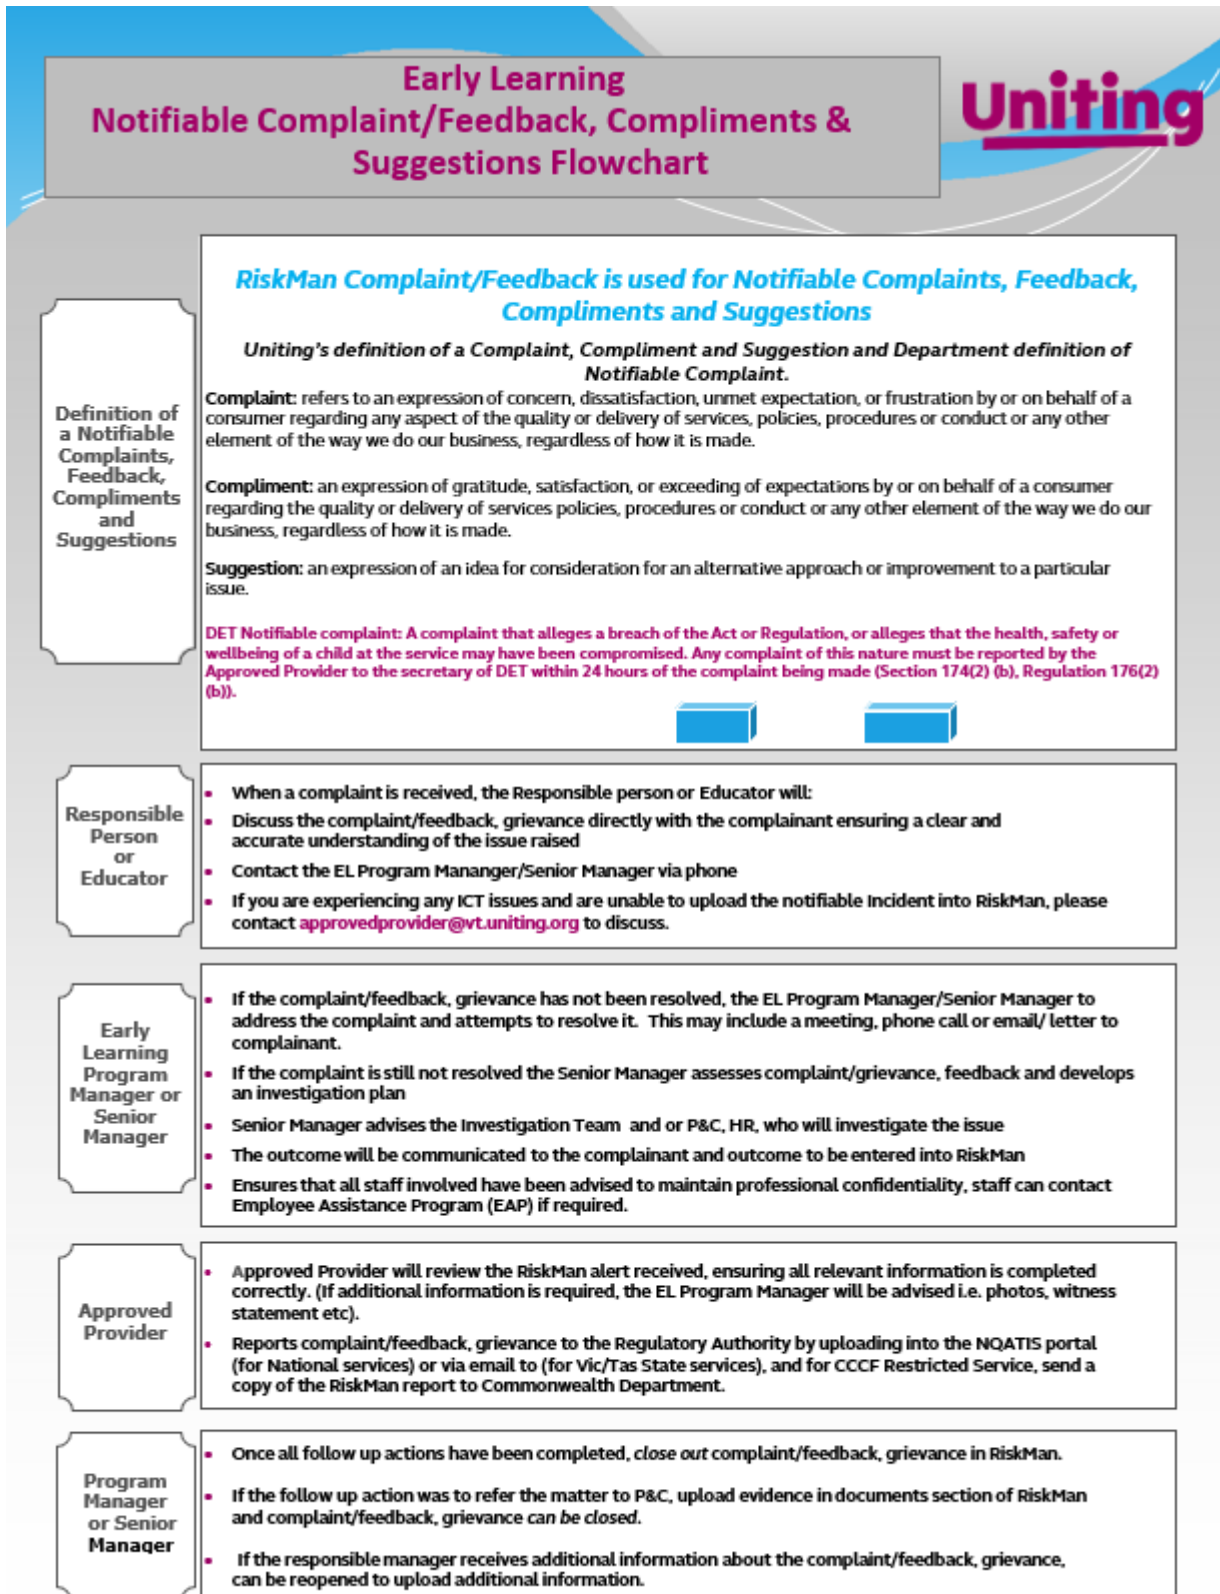 Early Learning
Notifiable Complaint/Feedback, Compliments &
Suggestions Flowchart
Uniting
RiskMan Complaint/Feedback is used for Notifiable Complaints, Feedback,
Compliments and Suggestions
Uniting's definition of a Complaint, Compliment and Suggestion and Department definition of
Notifiable Complaint.
Definition of
a Notifiable
Complaints,
Feedback,
Compliments
and
Suggestions
Complaint: refers to an expression of concern, dissatisfaction, unmet expectation, or frustration by or on behalf of a
consumer regarding any aspect of the quality or delivery of services, policies, procedures or conduct or any other
element of the way we do our business, regardless of how it is made.
Compliment: an expression of gratitude, satisfaction, or exceeding of expectations by or on behalf of a consumer
regarding the quality or delivery of services policies, procedures or conduct or any other element of the way we do our
business, regardless of how it is made.
Suggestion: an expression of an idea for consideration for an alternative approach or improvement to a particular
issue.
DET Notifiable complaint: A complaint that alleges a breach of the Act or Regulation, or alleges that the health, safety or
wellbeing of a child at the service may have been compromised. Any complaint of this nature must be reported by the
Approved Provider to the secretary of DET within 24 hours of the complaint being made (Section 174(2) (b), Regulation 176(2)
(b)).
Responsible
Person
or
Educator
• When a complaint is received, the Responsible person or Educator will:
• Discuss the complaint/feedback, grievance directly with the complainant ensuring a clear and
accurate understanding of the issue raised
• Contact the EL Program Mananger/Senior Manager via phone
• If you are experiencing any ICT issues and are unable to upload the notifiable Incident into RiskMan, please
contact approvedprovider@vt.uniting.org to discuss.
Early
Learning
Program
Manager or
Senior
Manager
• If the complaint/feedback, grievance has not been resolved, the EL Program Manager/Senior Manager to
address the complaint and attempts to resolve it. This may include a meeting, phone call or email/ letter to
complainant.
• If the complaint is still not resolved the Senior Manager assesses complaint/grievance, feedback and develops
an investigation plan
• Senior Manager advises the Investigation Team and or P&C, HR, who will investigate the issue
• The outcome will be communicated to the complainant and outcome to be entered into RiskMan
• Ensures that all staff involved have been advised to maintain professional confidentiality, staff can contact
Employee Assistance Program (EAP) if required.
Approved
Provider
• Approved Provider will review the RiskMan alert received, ensuring all relevant information is completed
correctly. (If additional information is required, the EL Program Manager will be advised i.e. photos, witness
statement etc).
• Reports complaint/feedback, grievance to the Regulatory Authority by uploading into the NQATIS portal
(for National services) or via email to (for Vic/Tas State services), and for CCCF Restricted Service, send a
copy of the RiskMan report to Commonwealth Department.
Program
Manager
or Senior
Manager
• Once all follow up actions have been completed, close out complaint/feedback, grievance in RiskMan.
• If the follow up action was to refer the matter to P&C, upload evidence in documents section of RiskMan
and complaint/feedback, grievance can be closed.
• If the responsible manager receives additional information about the complaint/feedback, grievance,
can be reopened to upload additional information.